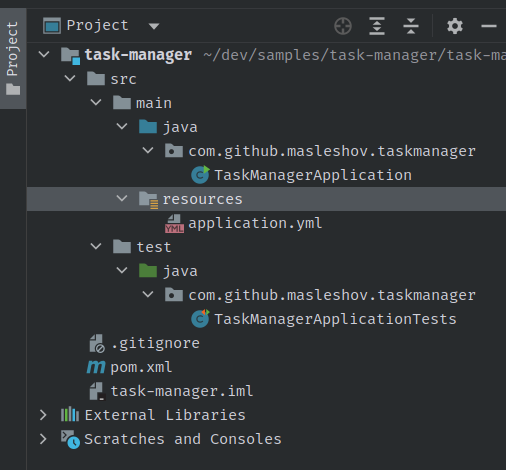 Project
Project
task-manager ~/dev/samples/task-manager/task-ma
src
main
java
com.github.masleshov.taskmanager
TaskManagerApplication
resources
YML application.yml
test
java
com.github.masleshov.taskmanager
TaskManagerApplicationTests
.gitignore
m pom.xml
task-manager.iml
External Libraries
Scratches and Consoles